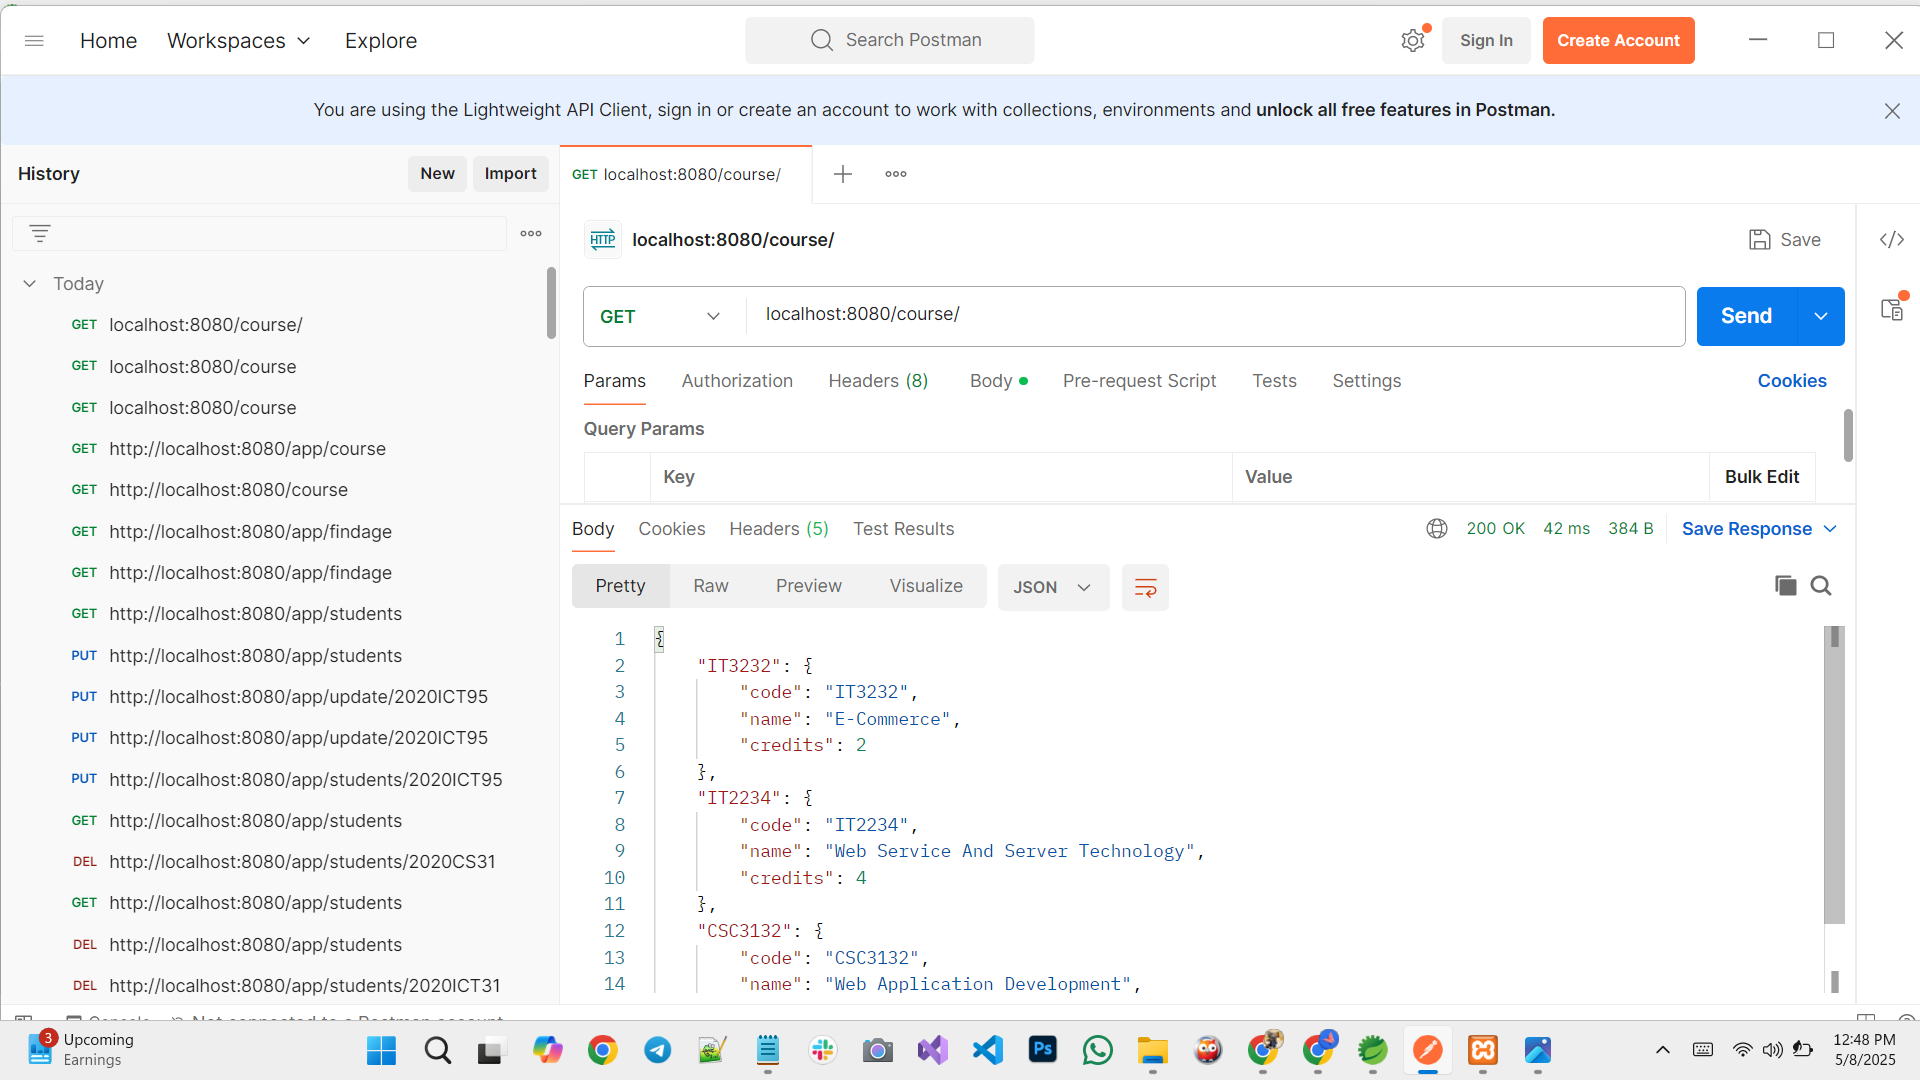 Home
Workspaces
Explore
Search Postman
Sign In
Create Account
You are using the Lightweight API Client, sign in or create an account to work with collections, environments and unlock all free features in Postman.
History
New
Import
Today
GET localhost:8080/course/
GET localhost:8080/course
GET localhost:8080/course
GET http://localhost:8080/app/course
GET http://localhost:8080/course
GET http://localhost:8080/app/findage
GET http://localhost:8080/app/findage
GET http://localhost:8080/app/students
PUT http://localhost:8080/app/students
PUT http://localhost:8080/app/update/2020ICT95
PUT http://localhost:8080/app/update/2020ICT95
PUT http://localhost:8080/app/students/2020ICT95
GET http://localhost:8080/app/students
DEL http://localhost:8080/app/students/2020CS31
GET http://localhost:8080/app/students
DEL http://localhost:8080/app/students
DEL http://localhost:8080/app/students/2020ICT31
GET localhost:8080/course/
HTTP localhost:8080/course/
Save
GET localhost:8080/course/
Send
Params
Authorization
Headers (8)
Body
Pre-request Script
Tests
Settings
Cookies
Query Params
Key
Value
Bulk Edit
Body
Cookies
Headers (5)
Test Results
200 OK
42 ms
384 B
Save Response
Pretty
Raw
Preview
Visualize
JSON
1 {
2 "IT3232": {
3 "code": "IT3232",
4 "name": "E-Commerce",
5 "credits": 2
6 },
7 "IT2234": {
8 "code": "IT2234",
9 "name": "Web Service And Server Technology",
10 "credits": 4
11 },
12 "CSC3132": {
13 "code": "CSC3132",
14 "name": "Web Application Development",
Console
Not connected to a Postman account
3
Upcoming
Earnings
Ps
12:48 PM
5/8/2025